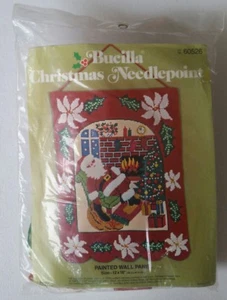 Bucilla
Christmas Needlepoint
PAINTED WALL PANEL